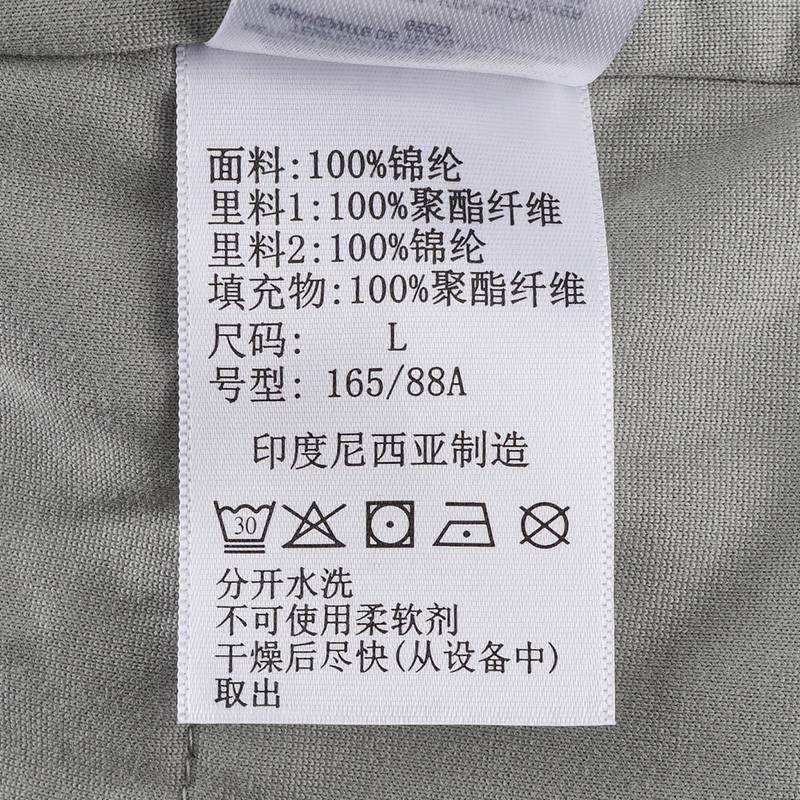 面料:100%锦纶
里料1:100%聚酯纤维
里料2:100%锦纶
填充物:100%聚酯纤维
尺码: L
号型: 165/88A
印度尼西亚制造
30
分开水洗
不可使用柔软剂
干燥后尽快(从设备中)
取出